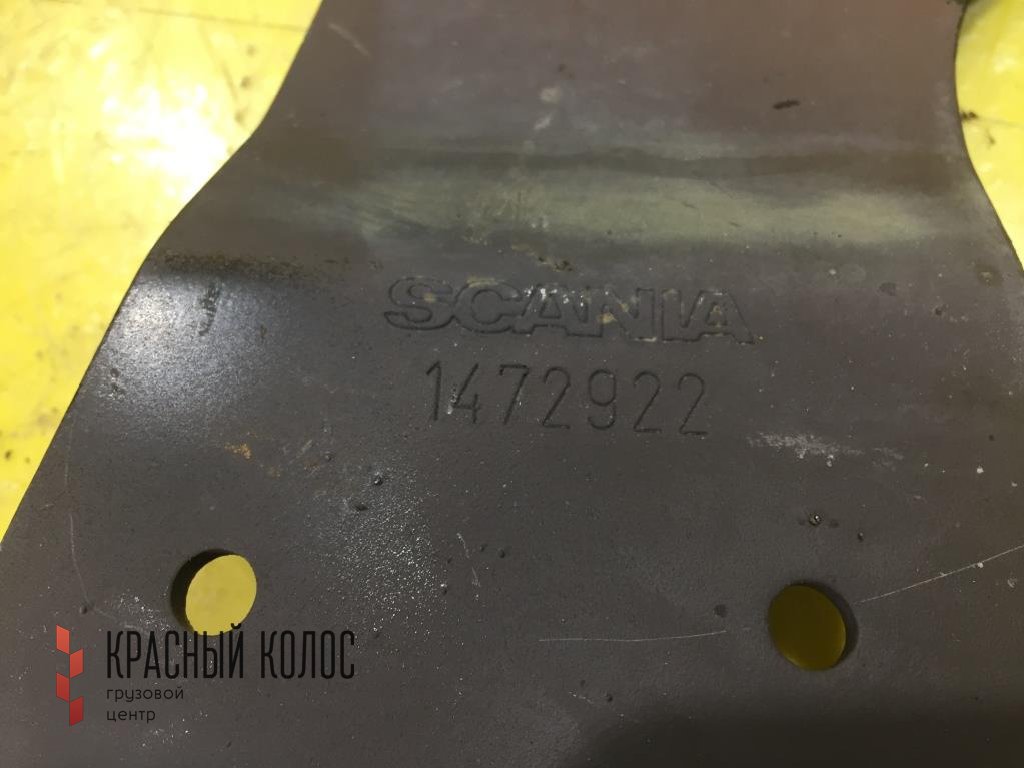 SCANIA
1472922
КРАСНЫЙ КОЛОС
грузовой
центр